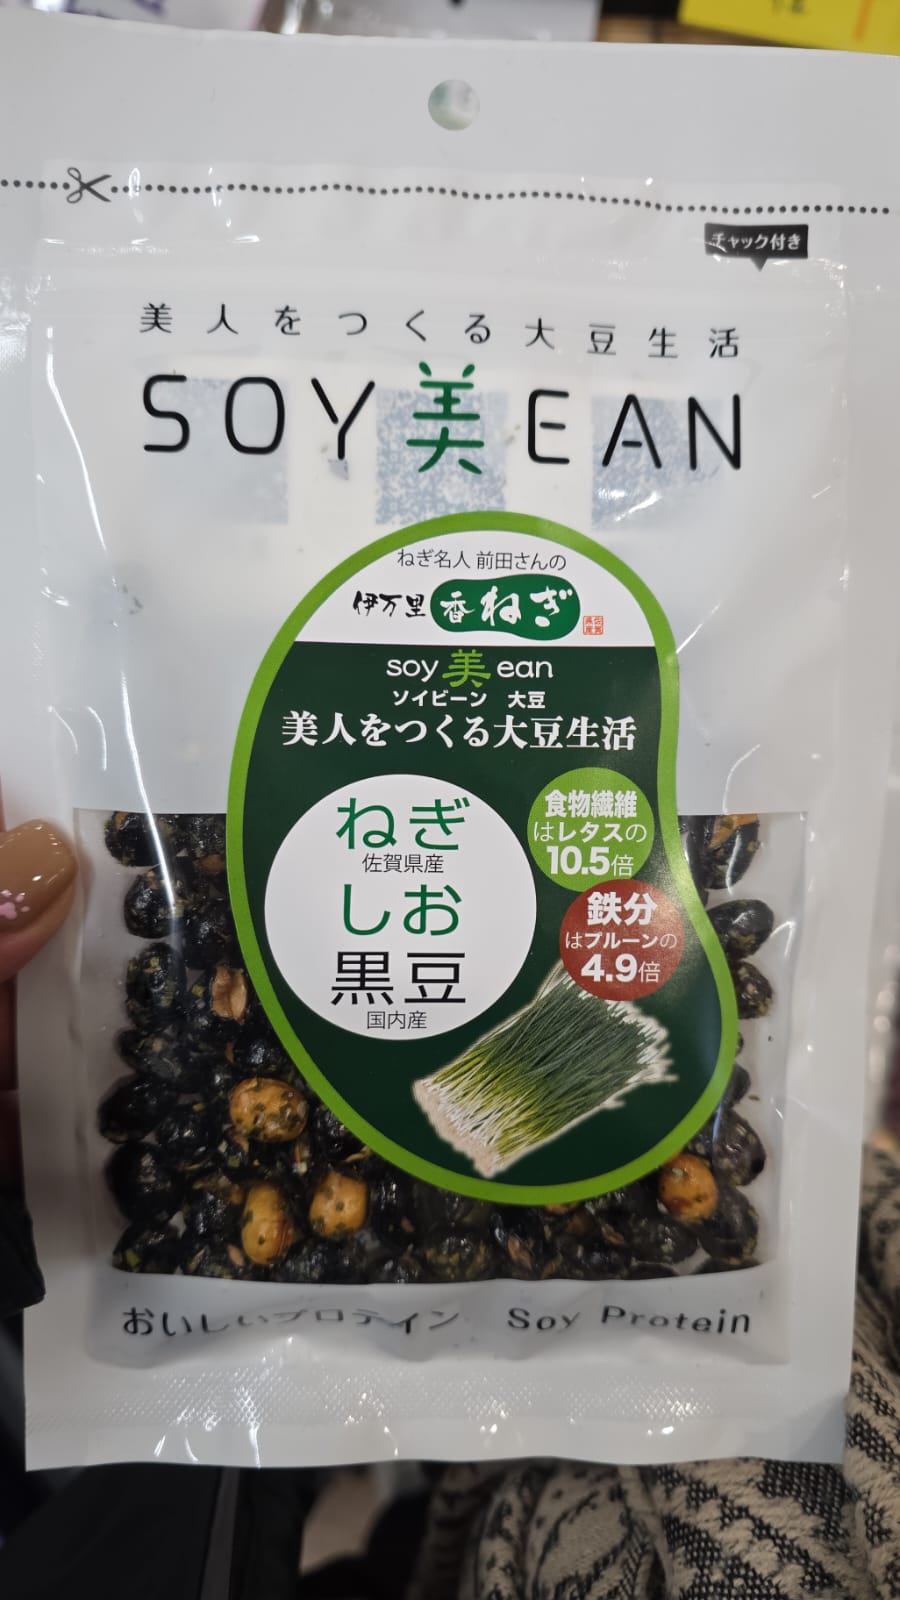 チャック付き
美人をつくる大豆生活
SOY美EAN
ねぎ名人 前田さんの
伊万里 香ねぎ
soy美ean
ソイビーン 大豆
美人をつくる大豆生活
ねぎ
佐賀県産
しお
黒豆
国内産
食物繊維
はレタスの
10.5倍
鉄分
はプルーンの
4.9倍
おいしいプロテイン Soy Protein